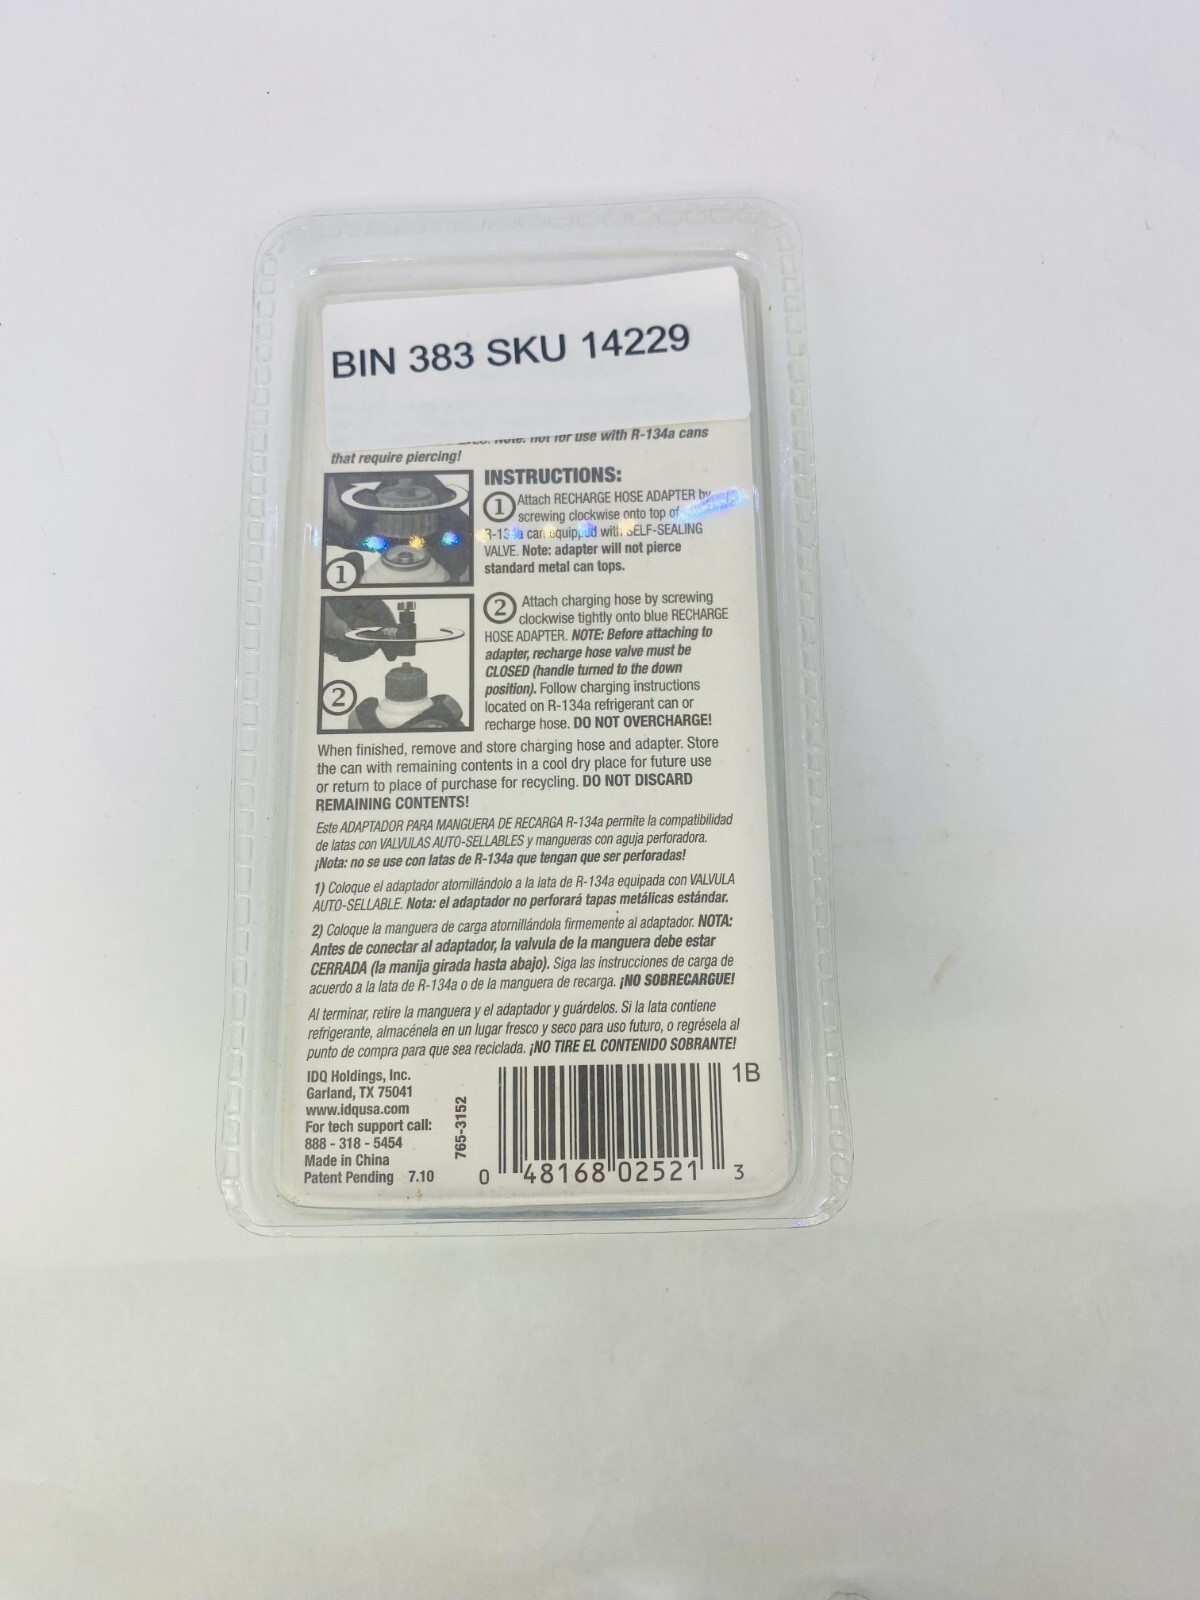 BIN 383 SKU 14229
Note: not for use with R-134a cans
that require piercing!
INSTRUCTIONS:
1 Attach RECHARGE HOSE ADAPTER by
screwing clockwise onto top of
R-134a can equipped with SELF-SEALING
VALVE. Note: adapter will not pierce
standard metal can tops.
1
2 Attach charging hose by screwing
clockwise tightly onto blue RECHARGE
HOSE ADAPTER. NOTE: Before attaching to
adapter, recharge hose valve must be
CLOSED (handle turned to the down
position). Follow charging instructions
located on R-134a refrigerant can or
recharge hose. DO NOT OVERCHARGE!
2
When finished, remove and store charging hose and adapter. Store
the can with remaining contents in a cool dry place for future use
or return to place of purchase for recycling. DO NOT DISCARD
REMAINING CONTENTS!
Este ADAPTADOR PARA MANGUERA DE RECARGA R-134a permite la compatibilidad
de latas con VALVULAS AUTO-SELLABLES y mangueras con aguja perforadora.
¡Nota: no se use con latas de R-134a que tengan que ser perforadas!
1) Coloque el adaptador atornillándolo a la lata de R-134a equipada con VALVULA
AUTO-SELLABLE. Nota: el adaptador no perforará tapas metálicas estándar.
2) Coloque la manguera de carga atornillándola firmemente al adaptador. NOTA:
Antes de conectar al adaptador, la valvula de la manguera debe estar
CERRADA (la manija girada hasta abajo). Siga las instrucciones de carga de
acuerdo a la lata de R-134a o de la manguera de recarga. ¡NO SOBRECARGUE!
Al terminar, retire la manguera y el adaptador y guárdelos. Si la lata contiene
refrigerante, almacénela en un lugar fresco y seco para uso futuro, o regrésela al
punto de compra para que sea reciclada. ¡NO TIRE EL CONTENIDO SOBRANTE!
IDQ Holdings, Inc.
Garland, TX 75041
www.idqusa.com
For tech support call:
888 - 318 - 5454
Made in China
Patent Pending 7.10
765-3152
1B
0 48168 02521 3